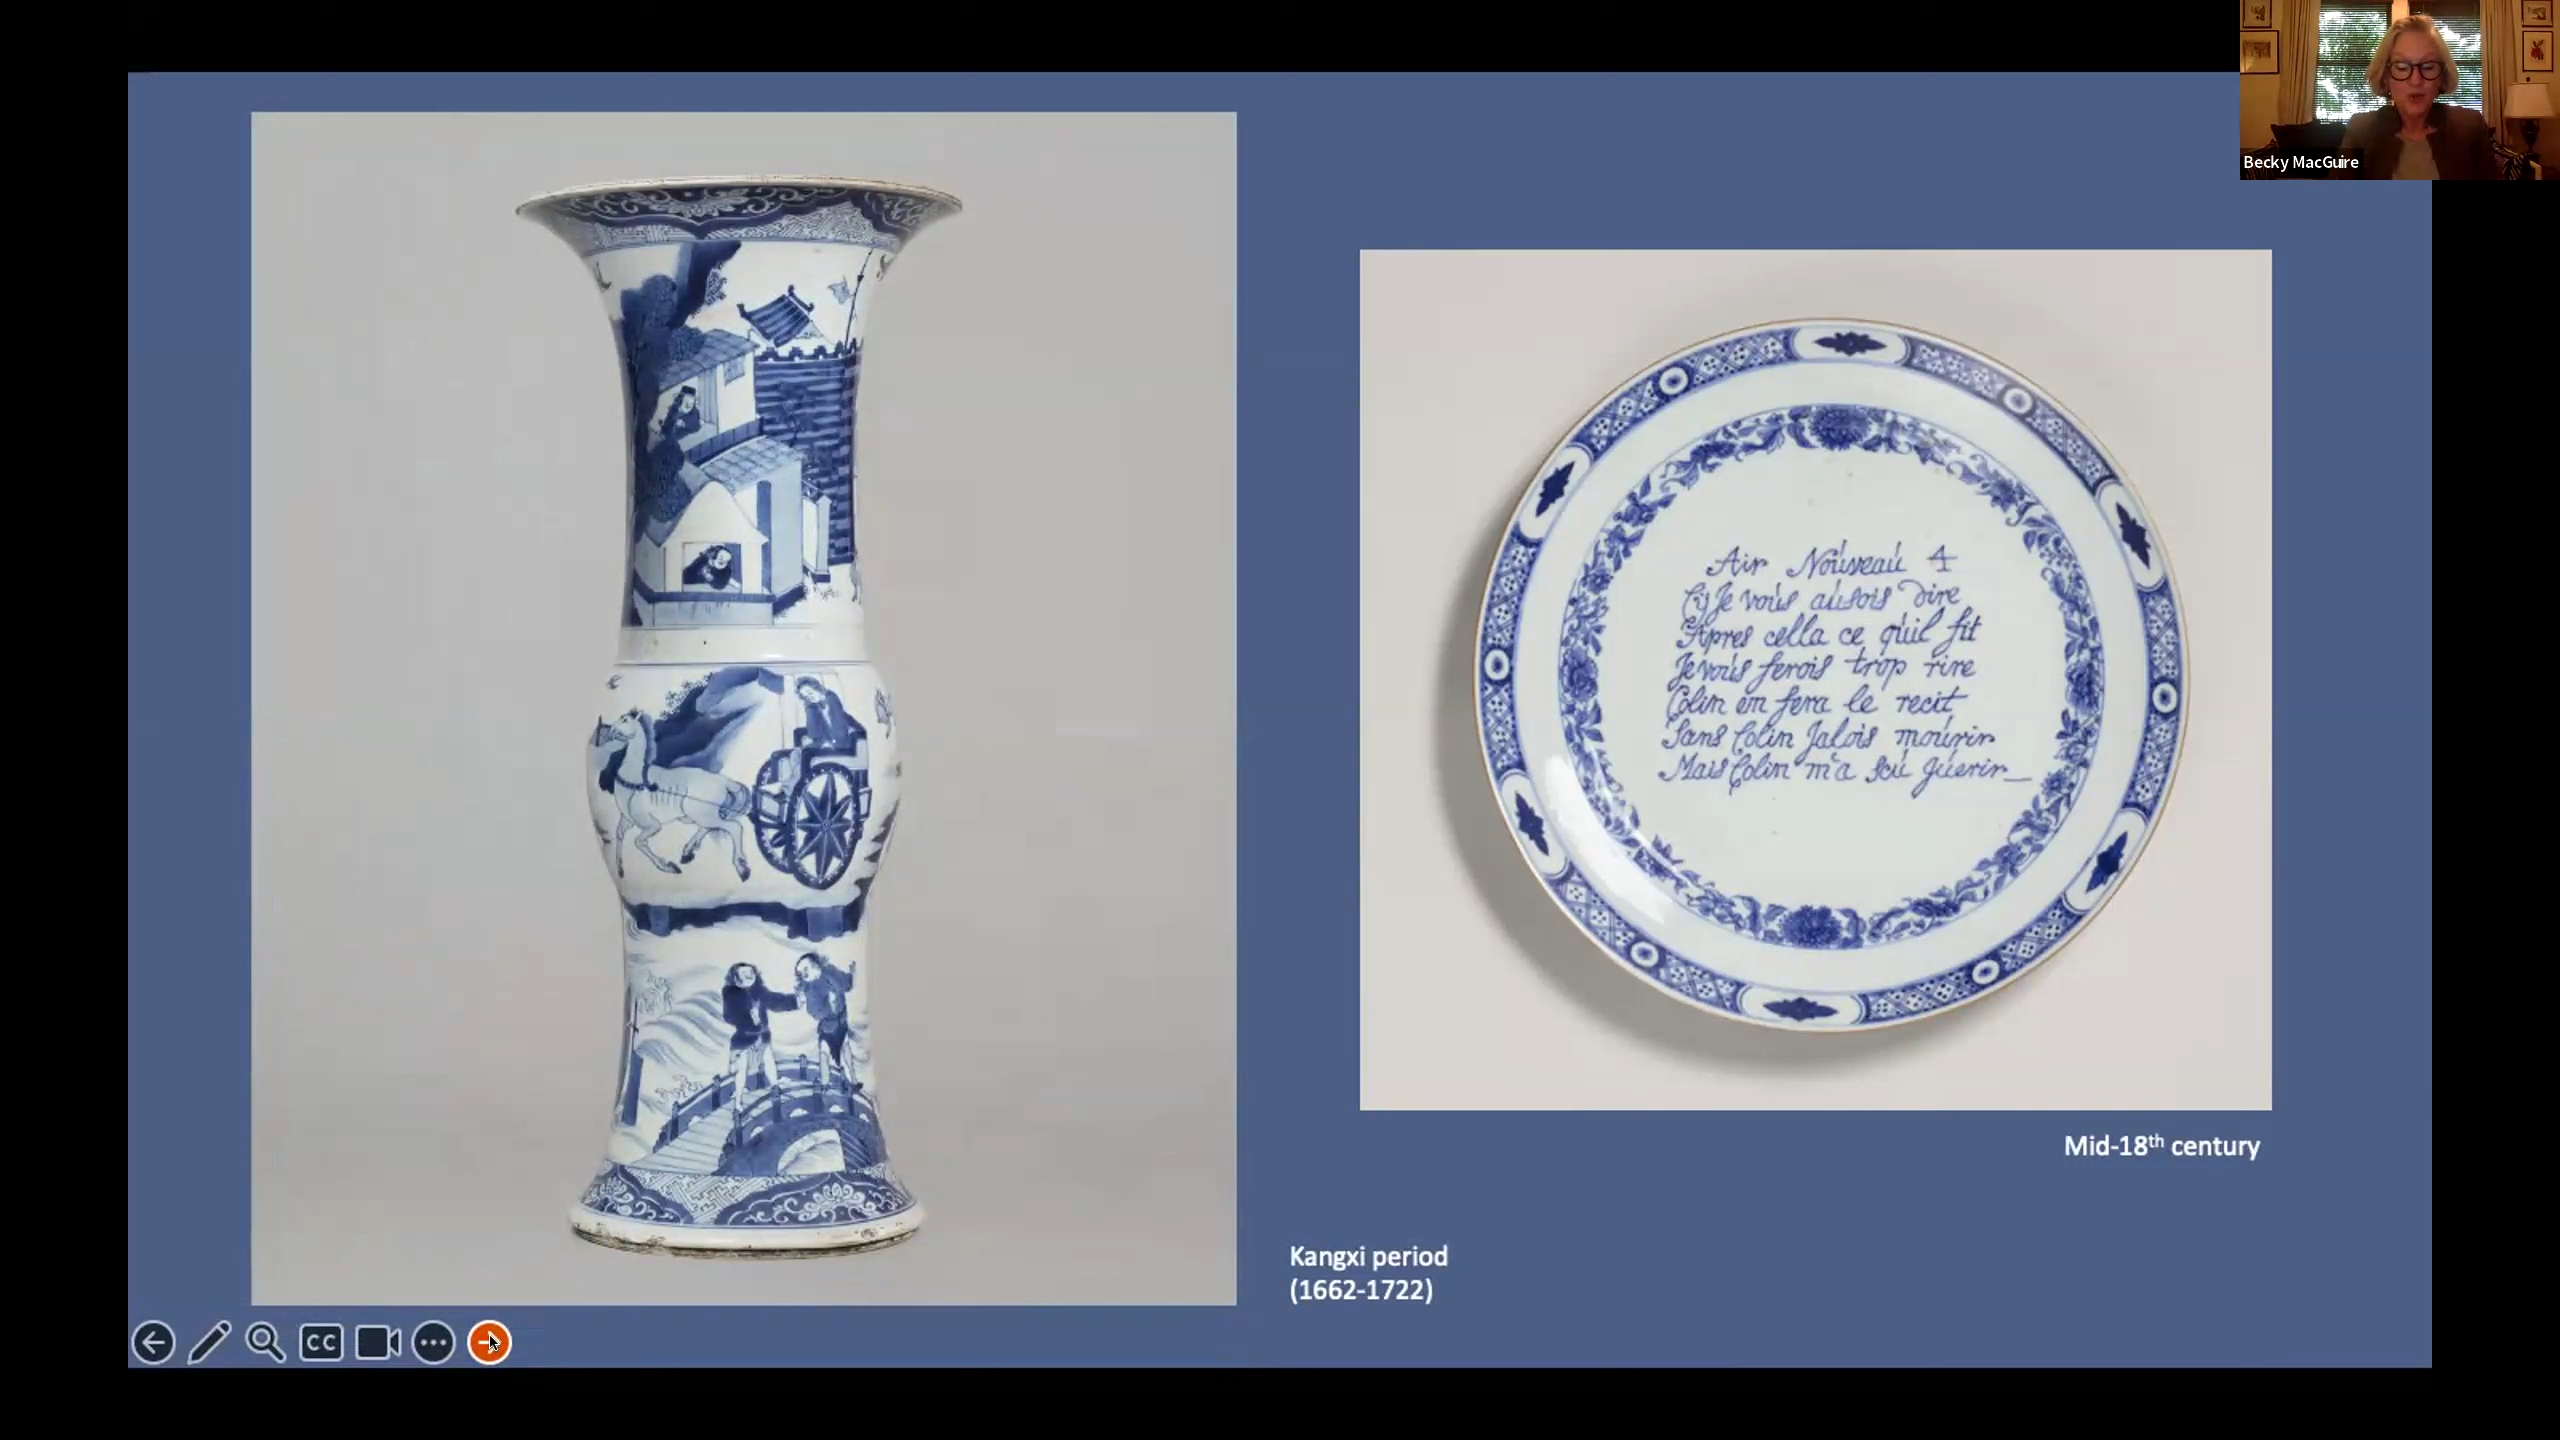 Becky MacGuire
Air Nouveau 4
Cy Je vous ausois dire
Apres cella ce quil fit
Je vous ferois trop rire
Colin en fera le recit
Sans Colin Jalois mourir
Mais Colin m'a scu guerir
Mid-18th century
Kangxi period
(1662-1722)
CC